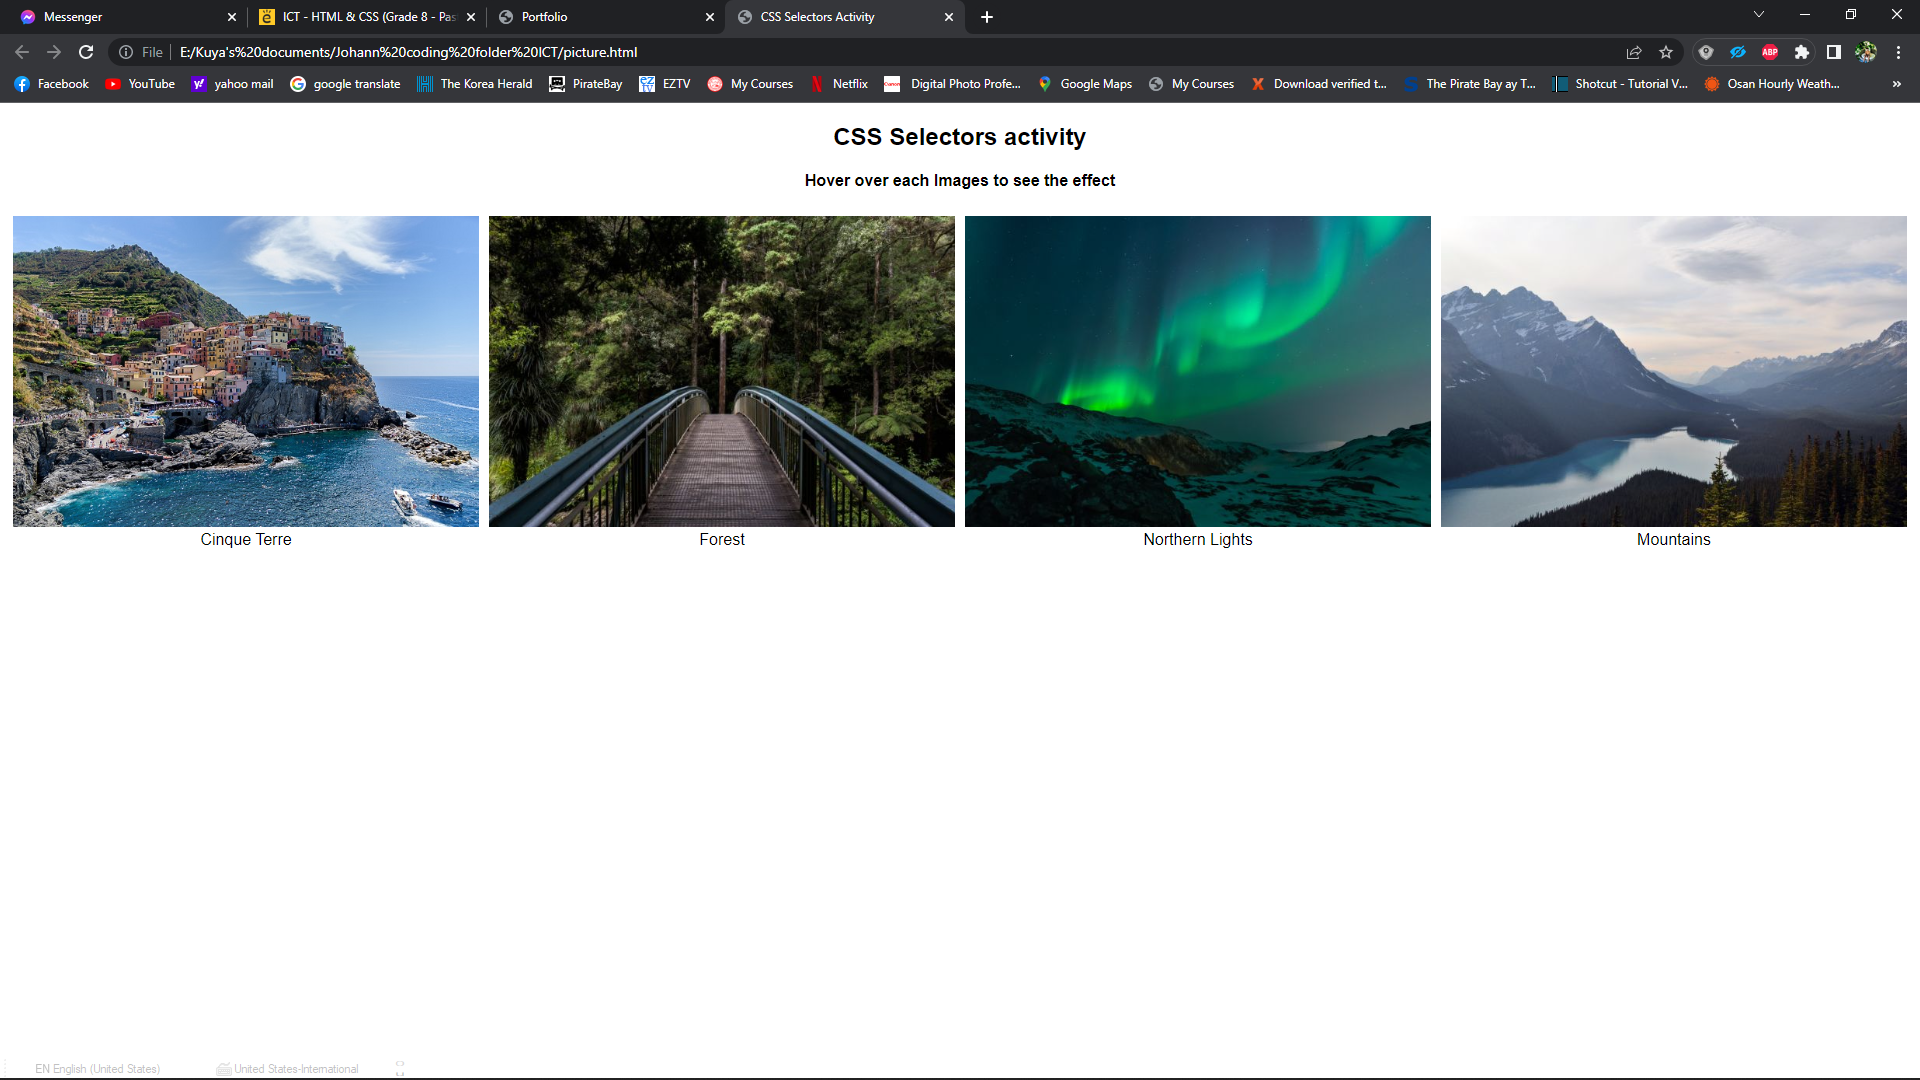 Messenger
ICT - HTML & CSS (Grade 8 - Pas
Portfolio
CSS Selectors Activity
File
E:/Kuya's%20documents/Johann%20coding%20folder%20ICT/picture.html
ABP
Facebook
YouTube
yahoo mail
google translate
The Korea Herald
PirateBay
EZTV
My Courses
Netflix
Digital Photo Profe...
Google Maps
My Courses
Download verified t...
The Pirate Bay ay T...
Shotcut - Tutorial V...
Osan Hourly Weath...
CSS Selectors activity
Hover over each Images to see the effect
Cinque Terre
Forest
Northern Lights
Mountains
EN English (United States)
United States-International